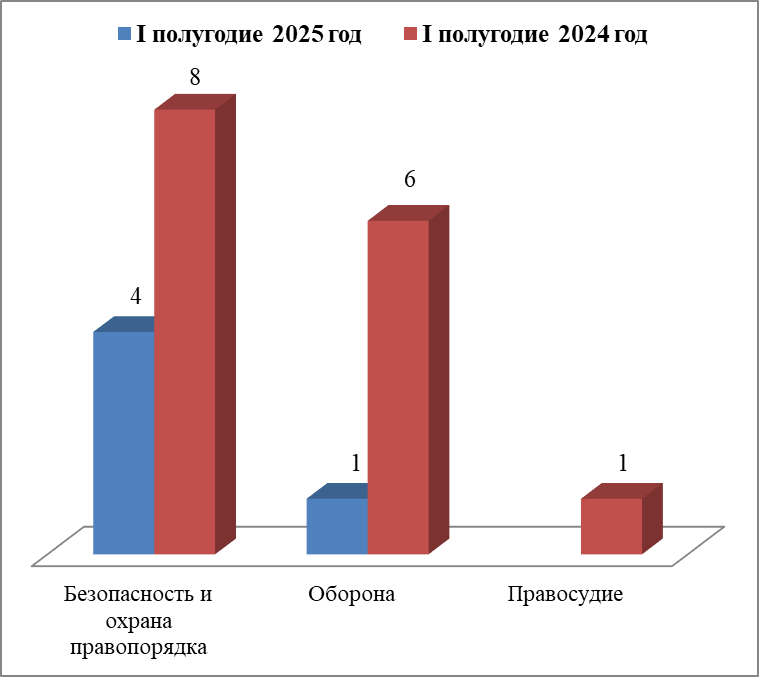 I полугодие 2025 год I полугодие 2024 год
8
6
4
1
1
Безопасность и
охрана
правопорядка
Оборона
Правосудие